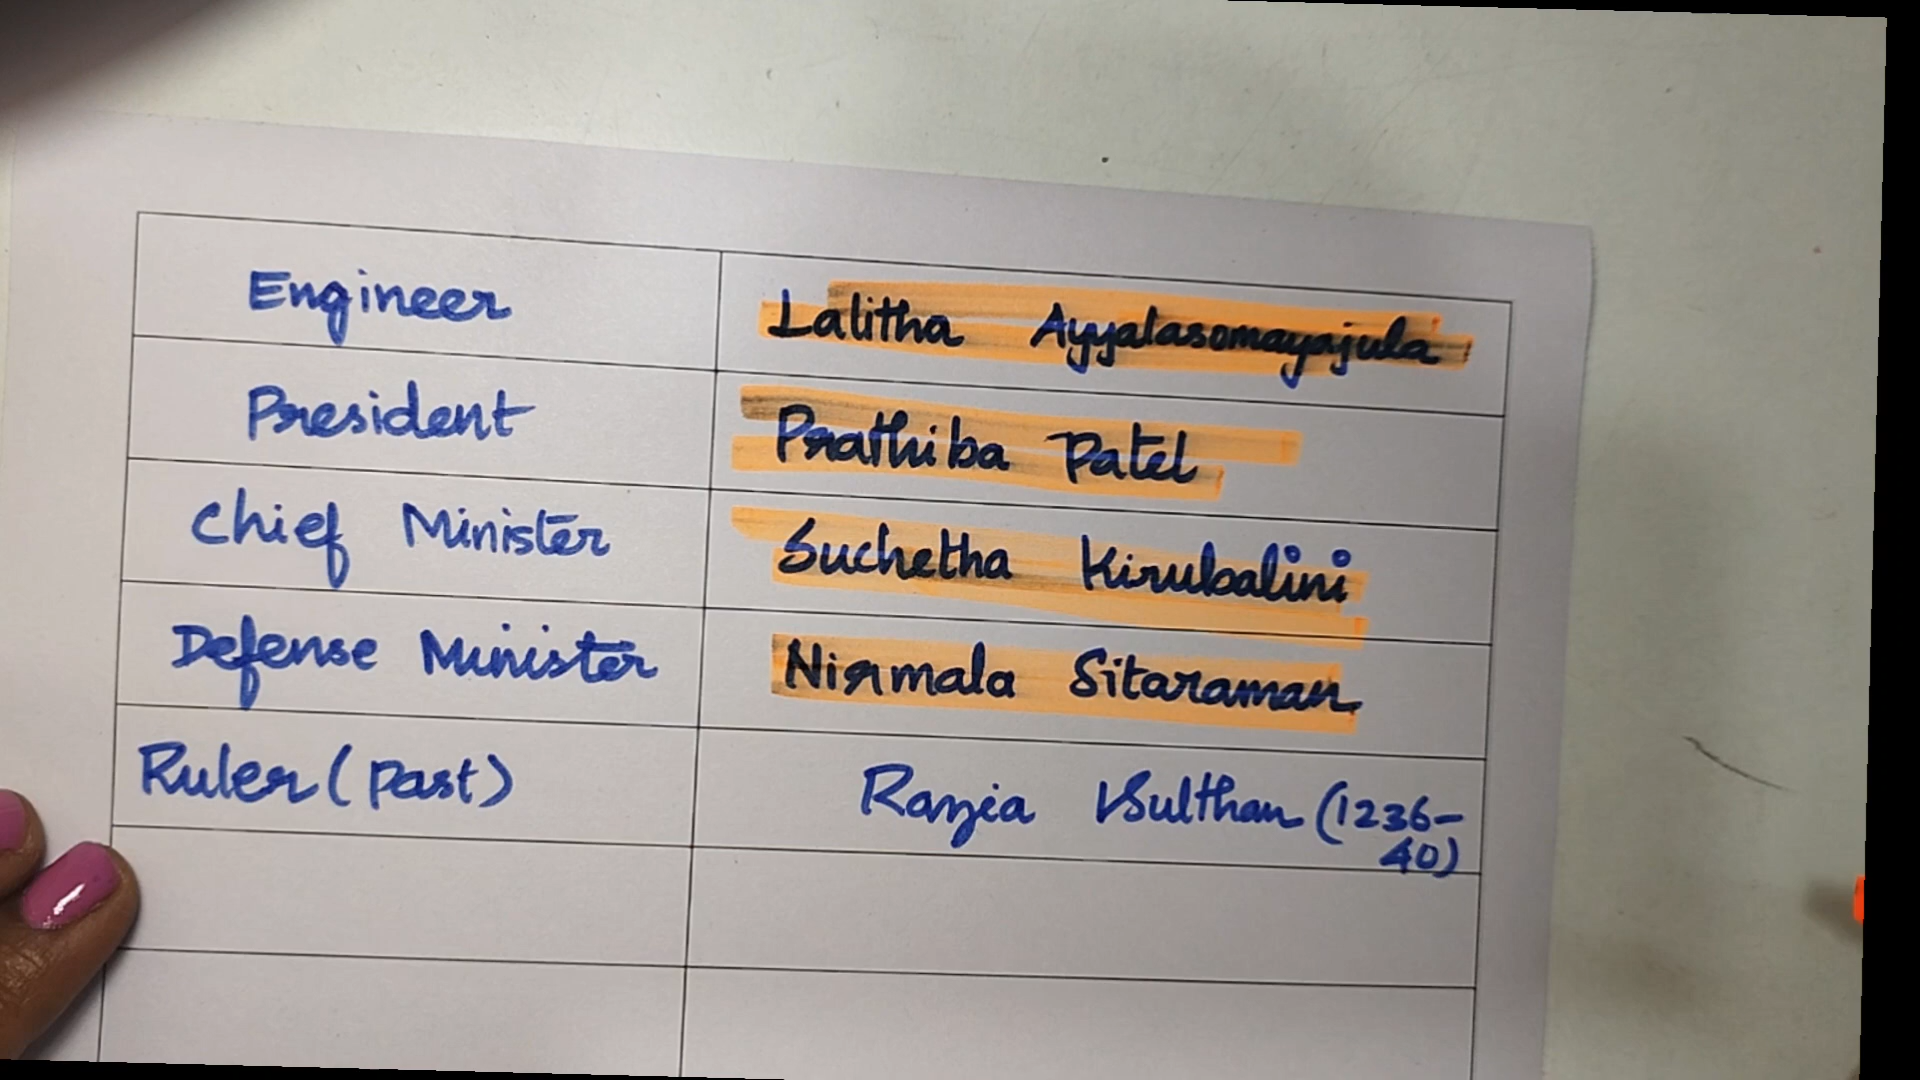 Engineer Lalitha Ayyalasomayajula
President Prathiba Patel
Chief Minister Suchetha Kirubalini
Defense Minister Nirmala Sitaraman
Ruler (Past) Razia Sulthan (1236-
40)